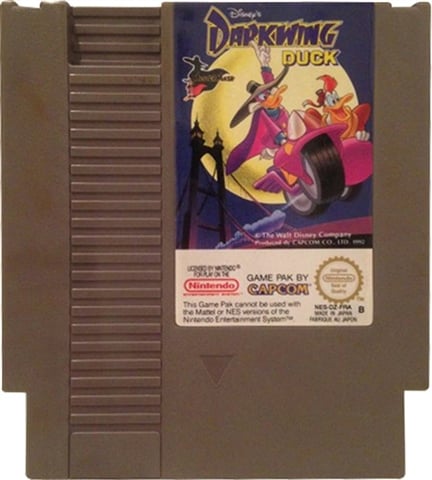 Disney's
DARKWING
DUCK
© The Walt Disney Company
Produced by CAPCOM CO., LTD. 1992
LICENSED BY NINTENDO®
FOR PLAY ON THE
Nintendo
ENTERTAINMENT SYSTEM™
GAME PAK BY
CAPCOM
Original
Nintendo
Seal of
Quality
This Game Pak cannot be used with
the Mattel or NES versions of the
Nintendo Entertainment System™.
NES-DZ-FRA B
MADE IN JAPAN
FABRIQUE AU JAPON